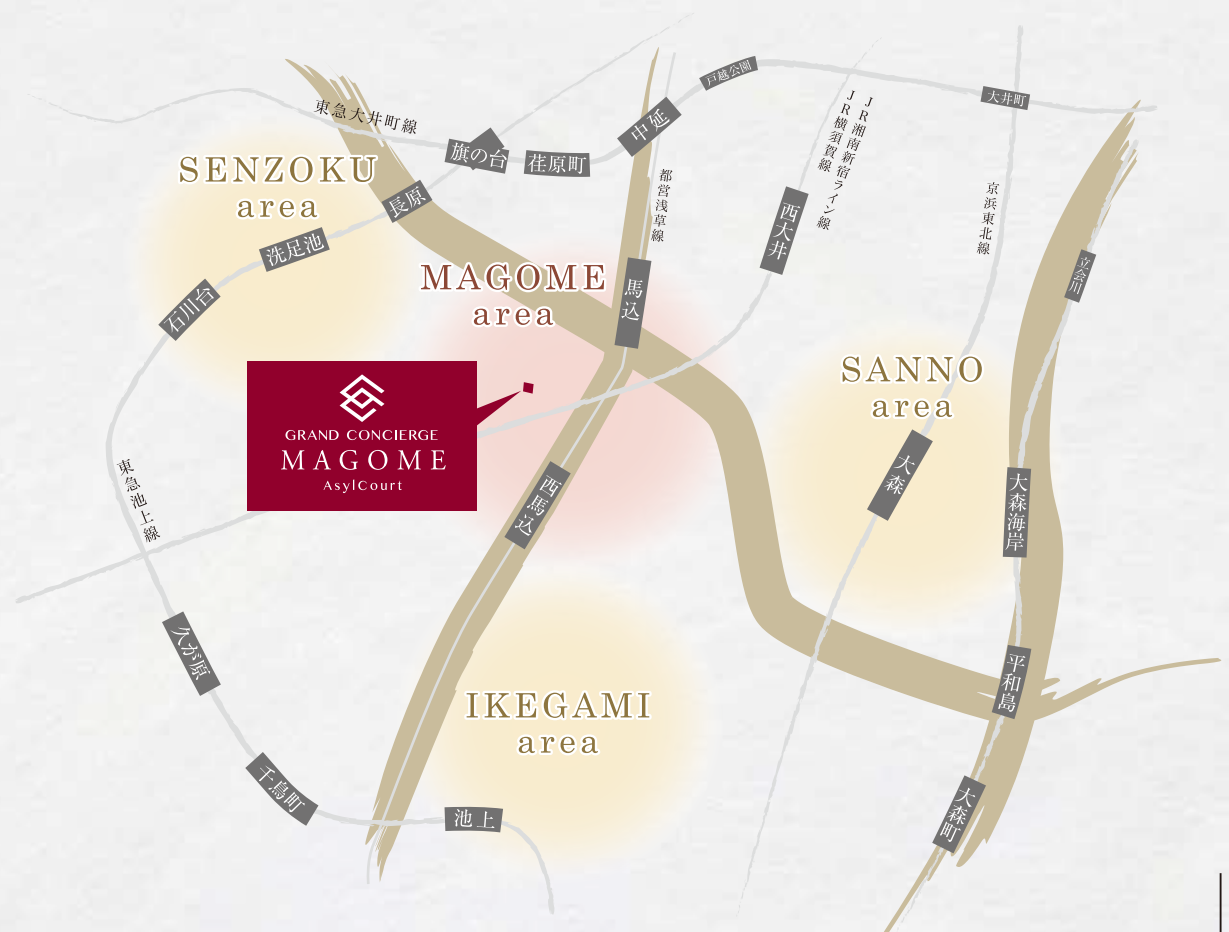 戸越公園
大井町
東急大井町線
中延
旗の台
荏原町
JR湘南新宿ライン線
JR横須賀線
SENZOKU
area
長原
都営浅草線
西大井
京浜東北線
洗足池
立会川
MAGOME
area
馬込
石川台
SANNO
area
GRAND CONCIERGE
MAGOME
AsylCourt
東急池上線
西馬込
大森
大森海岸
久が原
平和島
IKEGAMI
area
千鳥町
池上
大森町